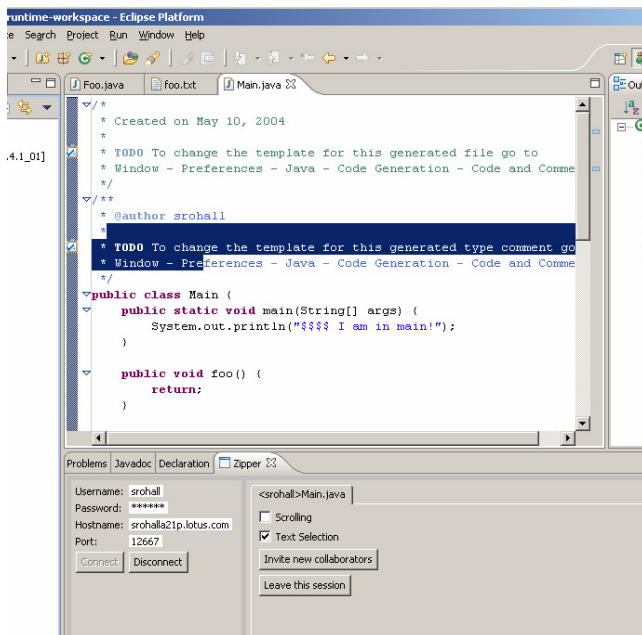 runtime-workspace - Eclipse Platform
Search Project Run Window Help
Foo.java foo.txt Main.java
.4.1_01]
/*
* Created on May 10, 2004
*
* TODO To change the template for this generated file go to
* Window - Preferences - Java - Code Generation - Code and Comme
*/
/**
* @author srohall
*
* TODO To change the template for this generated type comment go
* Window - Preferences - Java - Code Generation - Code and Comme
*/
public class Main {
public static void main(String[] args) {
System.out.println("$$$$ I am in main!");
}
public void foo() {
return;
}
Problems Javadoc Declaration Zipper
Username: srohall
Password: ******
Hostname: srohalla21p.lotus.com
Port: 12667
Connect Disconnect
<srohall>Main.java
Scrolling
Text Selection
Invite new collaborators
Leave this session